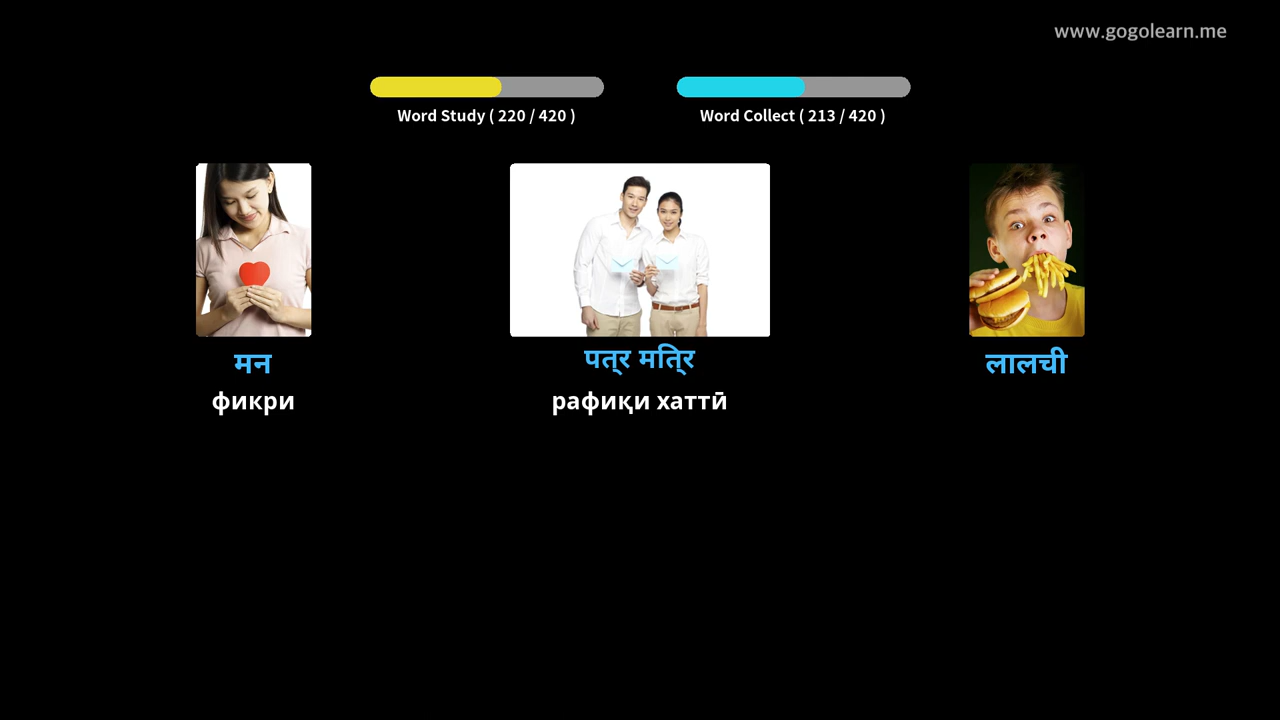 www.gogolearn.me
Word Study ( 220 / 420 )
Word Collect ( 213 / 420 )
मन
पत्र मित्र
लालची
фикри
рафиқи хаттӣ